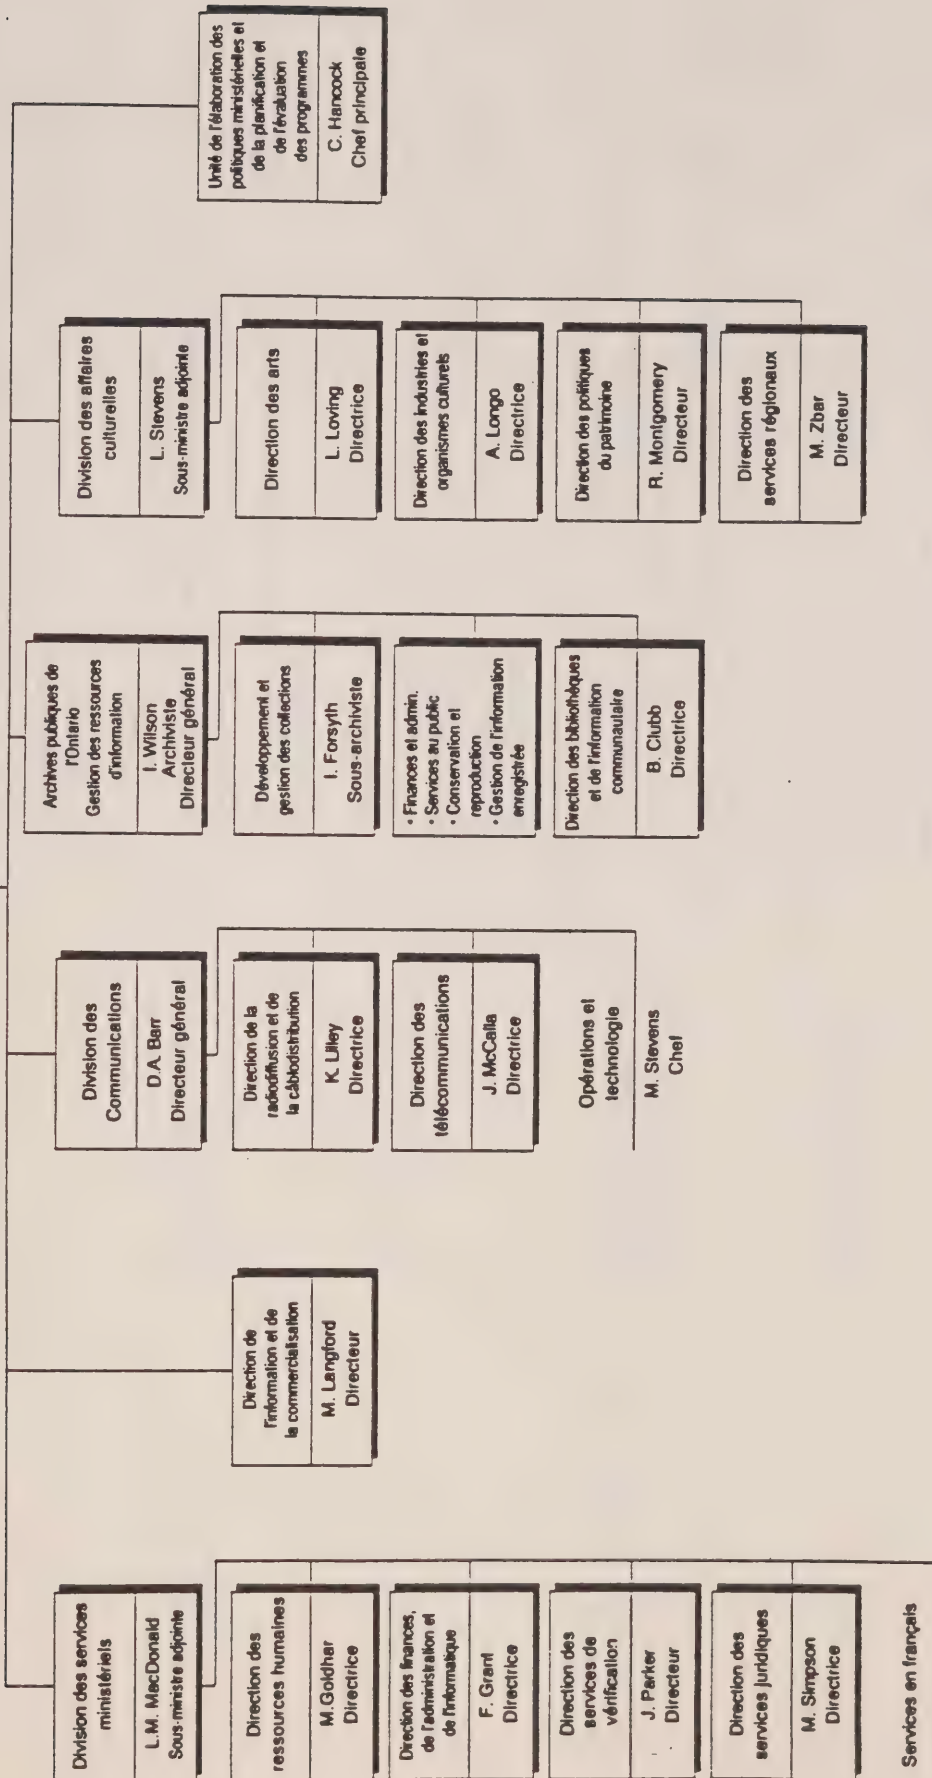 Division des services
ministériels
L.M. MacDonald
Sous-ministre adjointe
Direction des
ressources humaines
M.Goldhar
Directrice
Direction des finances,
de l'administration et
de l'informatique
F. Grant
Directrice
Direction des
services de
vérification
J. Parker
Directeur
Direction des
services juridiques
M. Simpson
Directrice
Services en français
Direction de
l'information et de
la commercialisation
M. Langford
Directeur
Division des
Communications
D.A. Barr
Directeur général
Direction de la
radiodiffusion et de
la câblodistribution
K. Lilley
Directrice
Direction des
télécommunications
J. McCalla
Directrice
Opérations et
technologie
M. Stevens
Chef
Archives publiques de
l'Ontario
Gestion des ressources
d'information
I. Wilson
Archiviste
Directeur général
Développement et
gestion des collections
I. Forsyth
Sous-archiviste
• Finances et admin.
• Services au public
• Conservation et
reproduction
• Gestion de l'information
enregistrée
Direction des bibliothèques
et de l'information
communautaire
B. Clubb
Directrice
Division des affaires
culturelles
L. Stevens
Sous-ministre adjointe
Direction des arts
L. Loving
Directrice
Direction des industries et
organismes culturels
A. Longo
Directrice
Direction des politiques
du patrimoine
R. Montgomery
Directeur
Direction des
services régionaux
M. Zbar
Directeur
Unité de l'élaboration des
politiques ministérielles et
de la planification et
de l'évaluation
des programmes
C. Hancock
Chef principale